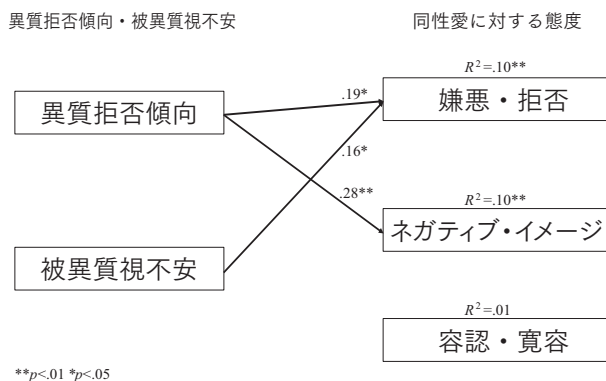 異質拒否傾向・被異質視不安
同性愛に対する態度
R²=.10**
異質拒否傾向
.19*
嫌悪・拒否
.16*
.28**
R²=.10**
ネガティブ・イメージ
被異質視不安
R²=.01
容認・寛容
**p<.01 *p<.05